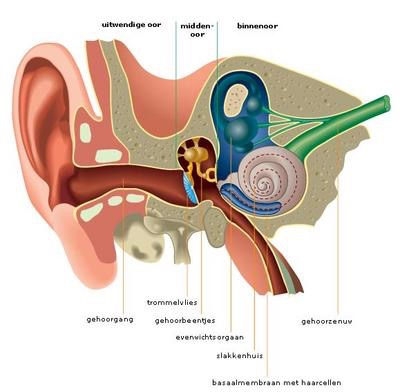 uitwendige oor
midden-
oor
binnenoor
trommelvlies
gehoorgang
gehoorbeentjes
gehoorzenuw
evenwichtsorgaan
slakkenhuis
basaalmembraan met haarcellen